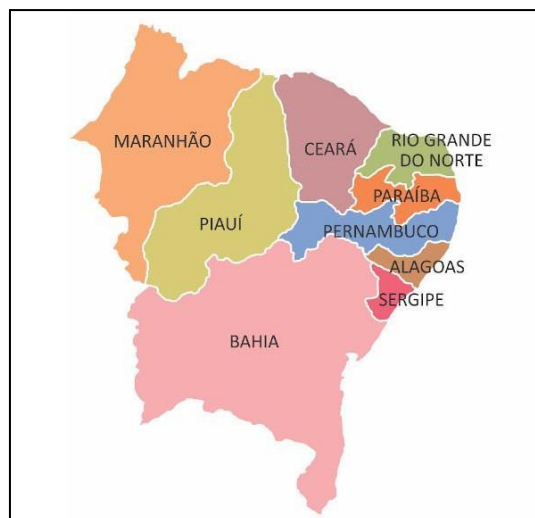 MARANHÃO
CEARÁ
RIO GRANDE
DO NORTE
PARAÍBA
PIAUÍ
PERNAMBUCO
ALAGOAS
SERGIPE
BAHIA